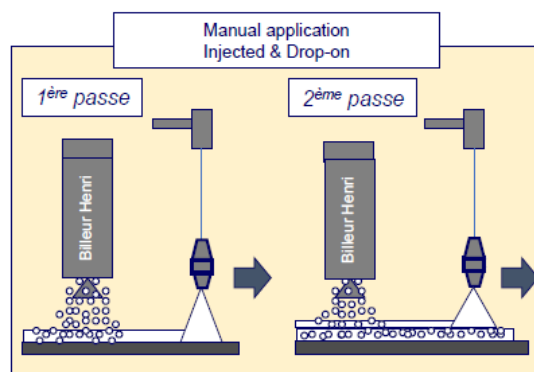 Manual application
Injected & Drop-on
1ère passe
2ème passe
Billeur Henri
Billeur Henri